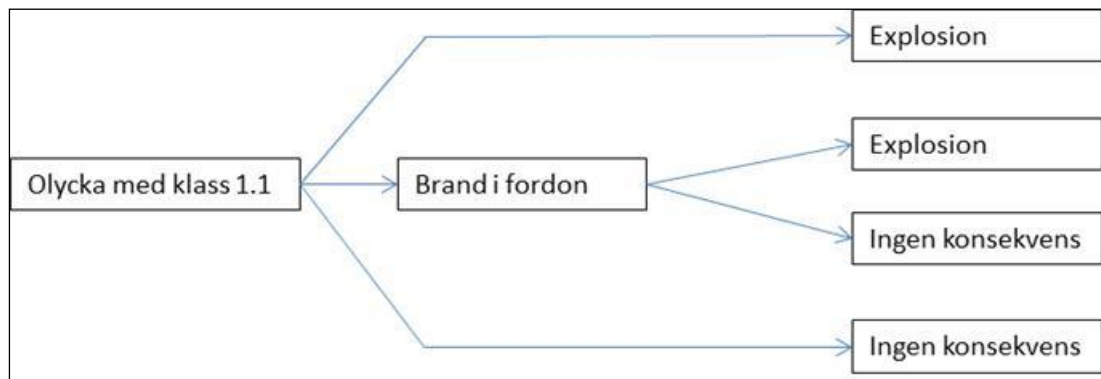 Explosion
Explosion
Olycka med klass 1.1
Brand i fordon
Ingen konsekvens
Ingen konsekvens